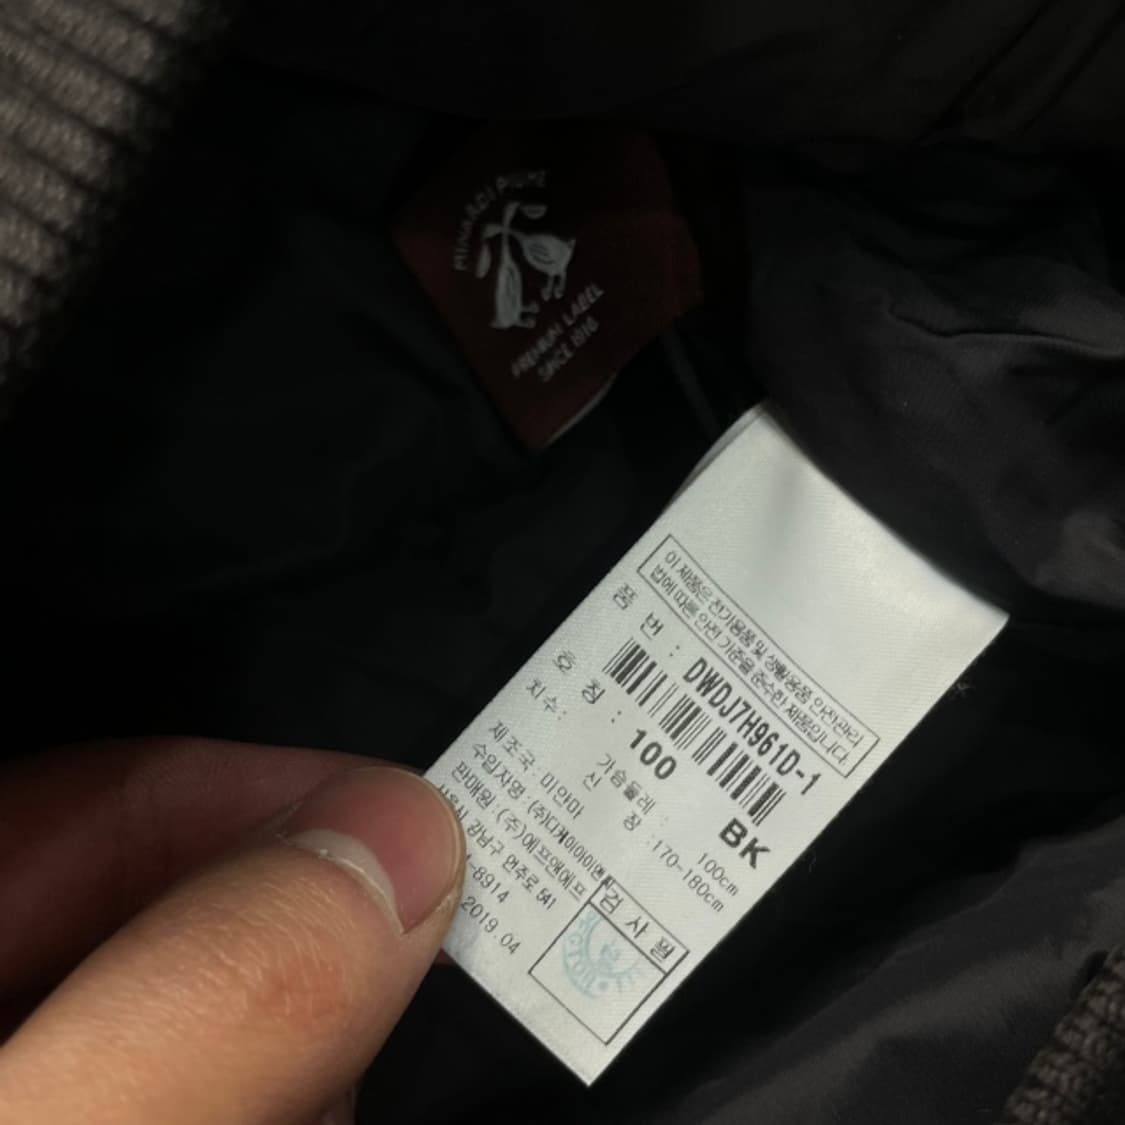 PREMIUM LABEL
SINCE 1916
이 제품은 전기용품 및 생활용품 안전관리
법에 따른 안전 기준을 준수한 제품입니다.
품 번 : DWDJ7H961D-1
호 칭 : 100 BK
치수: 가슴둘레 : 100cm
신 장 :170-180cm
제조국 : 미얀마
수입자명 : (주)디케이아이앤
판매원 : (주)에프앤에프
강남구 언주로 541
-8914
2019.04
검 사 필